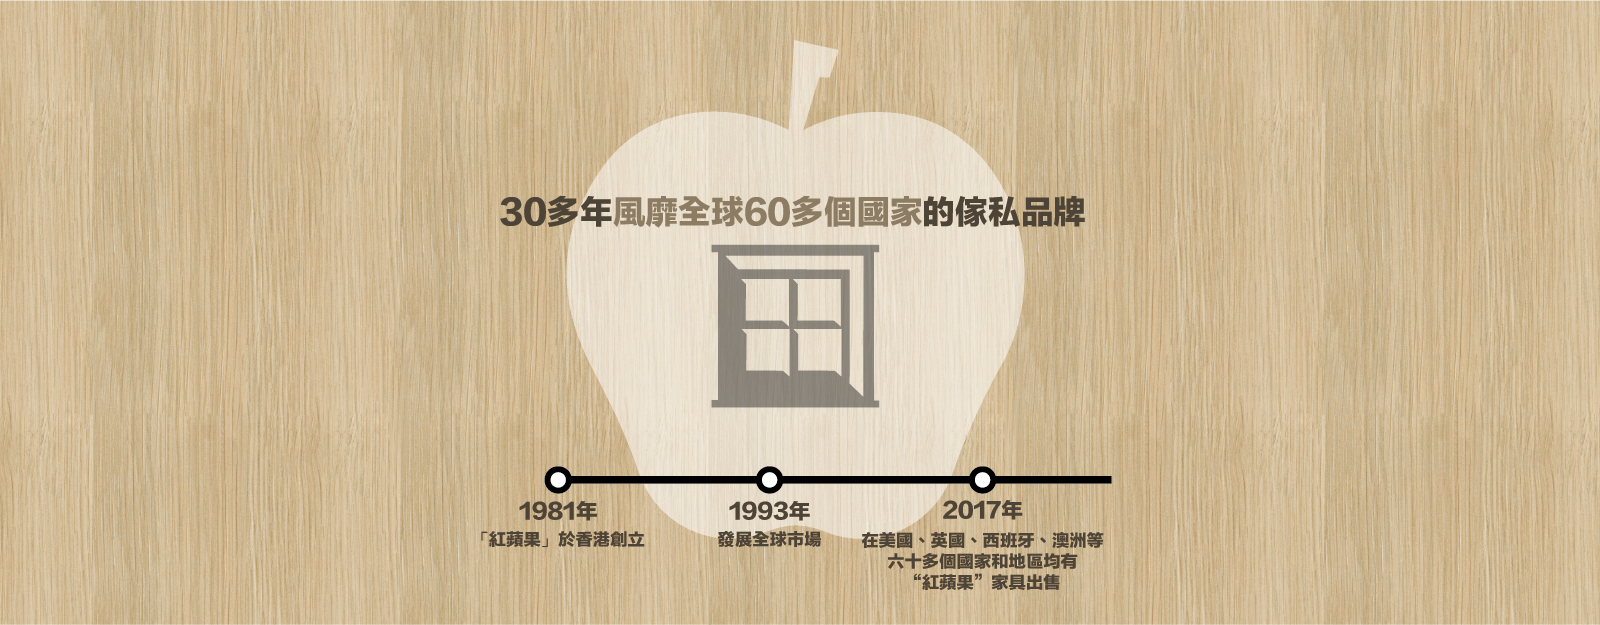 30多年風靡全球60多個國家的傢私品牌
1981年
「紅蘋果」於香港創立
1993年
發展全球市場
2017年
在美國、英國、西班牙、澳洲等
六十多個國家和地區均有
“紅蘋果”家具出售